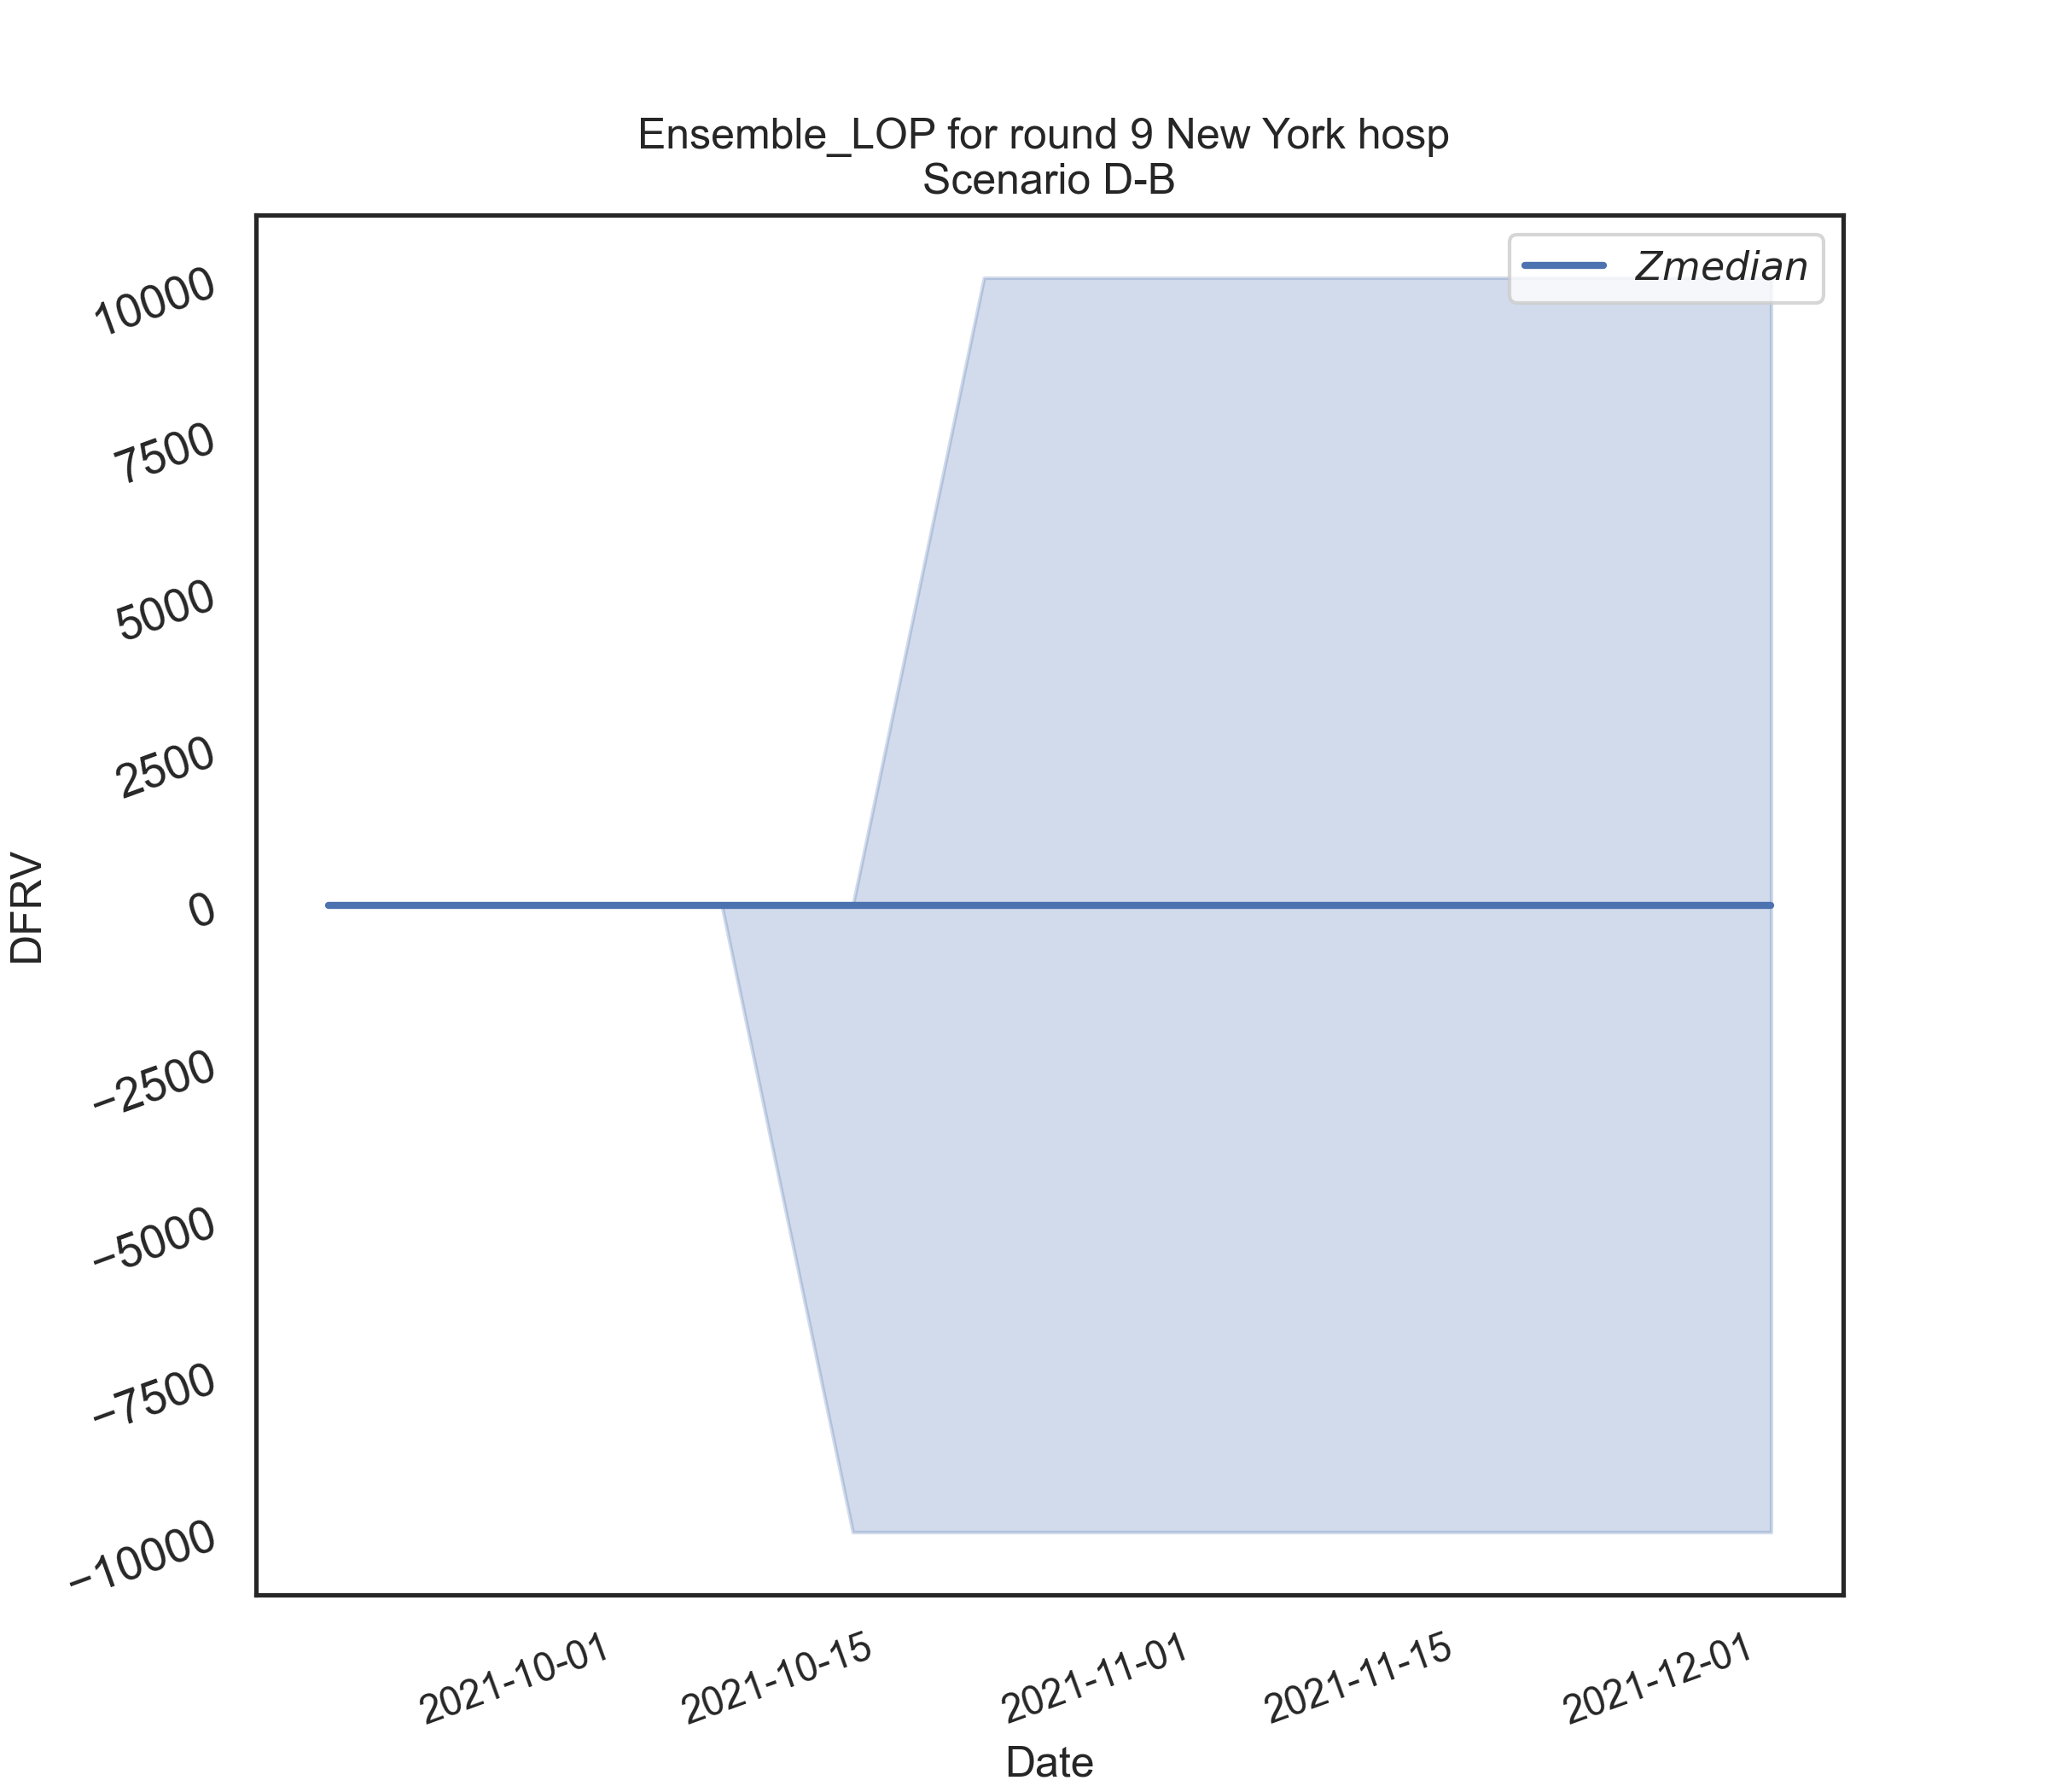 Ensemble_LOP for round 9 New York hosp
Scenario D-B
Zmedian
10000
7500
5000
2500
0
−2500
−5000
−7500
−10000
DFRV
2021-10-01
2021-10-15
2021-11-01
2021-11-15
2021-12-01
Date